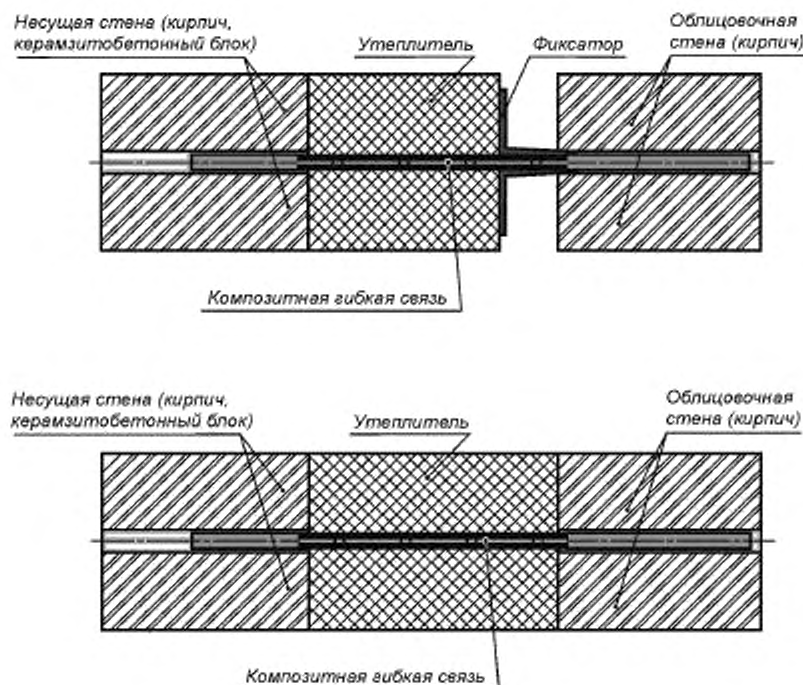 Несущая стена (кирпич,
керамзитобетонный блок)
Утеплитель
Фиксатор
Облицовочная
стена (кирпич)
Композитная гибкая связь
Несущая стена (кирпич,
керамзитобетонный блок)
Утеплитель
Облицовочная
стена (кирпич)
Композитная гибкая связь